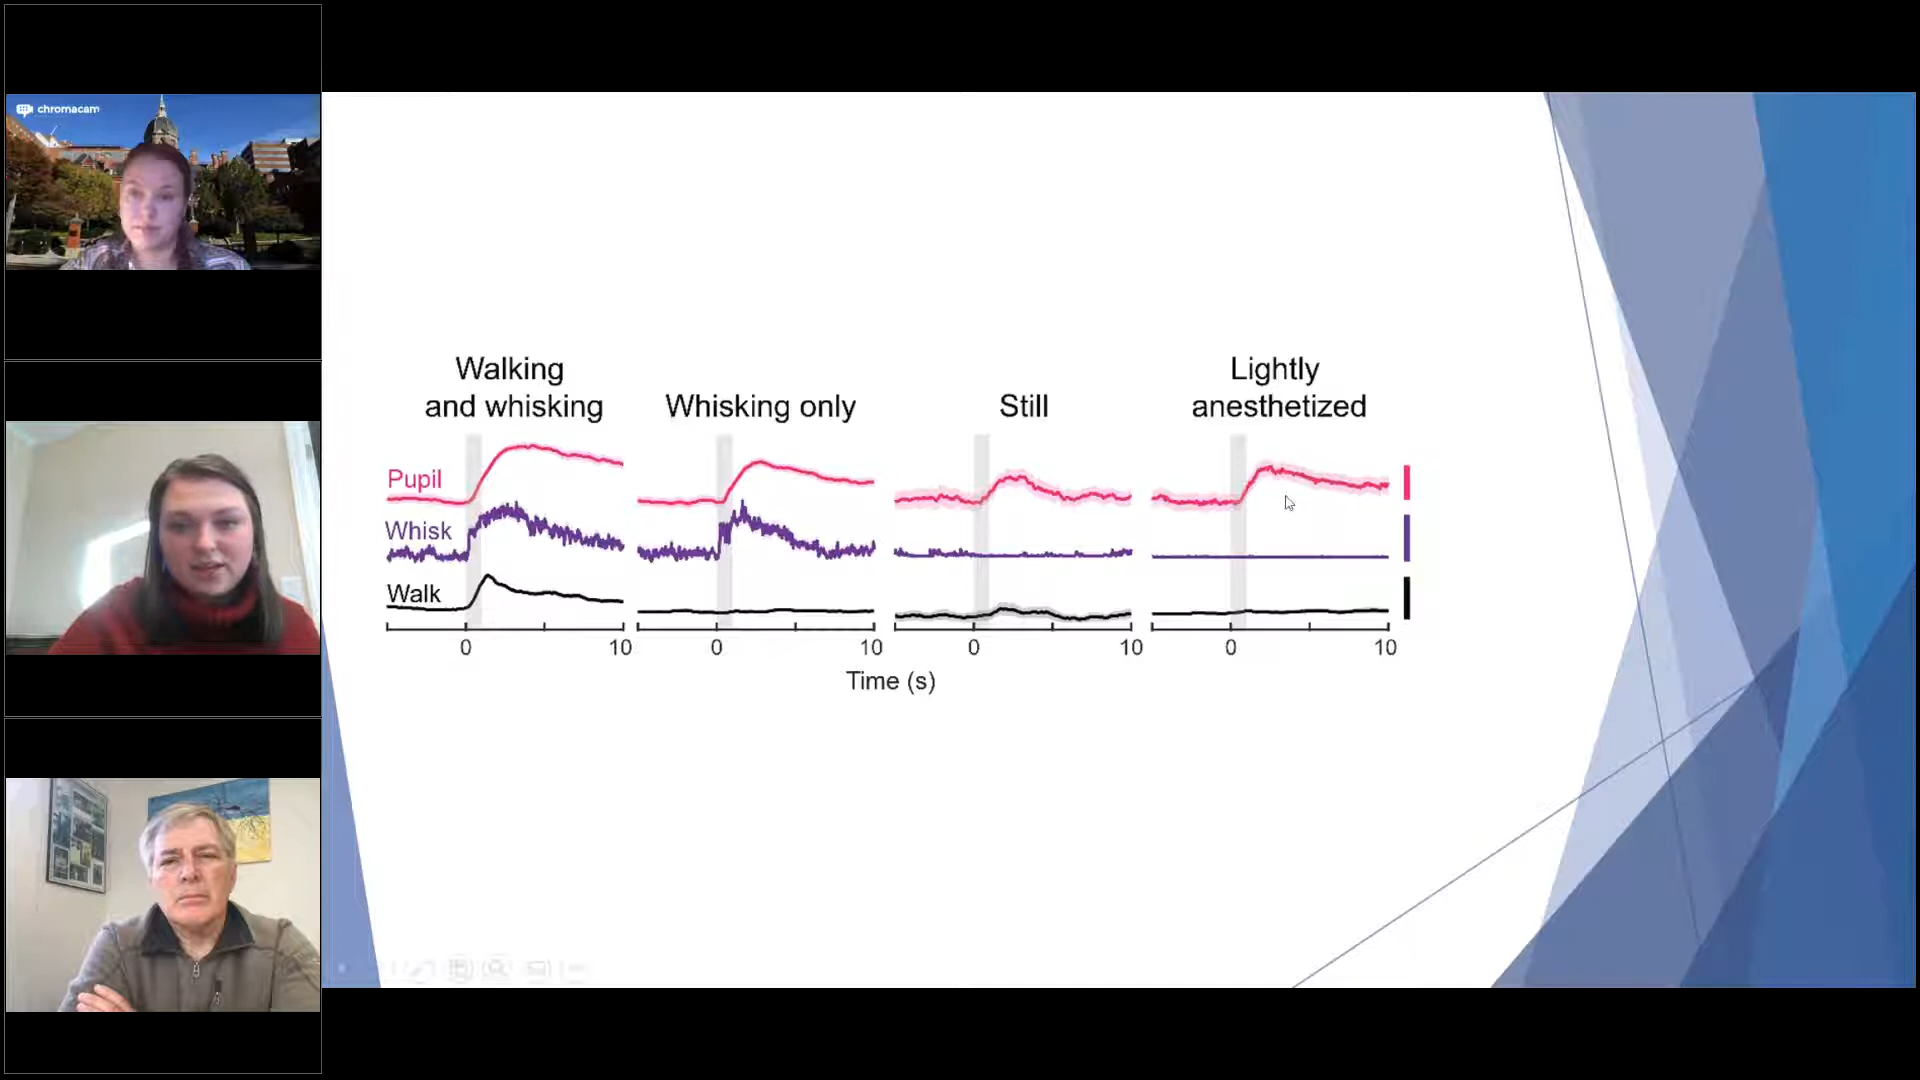 chromacam
Walking
and whisking
Whisking only
Still
Lightly
anesthetized
Pupil
Whisk
Walk
0 10 0 10 0 10 0 10
Time (s)